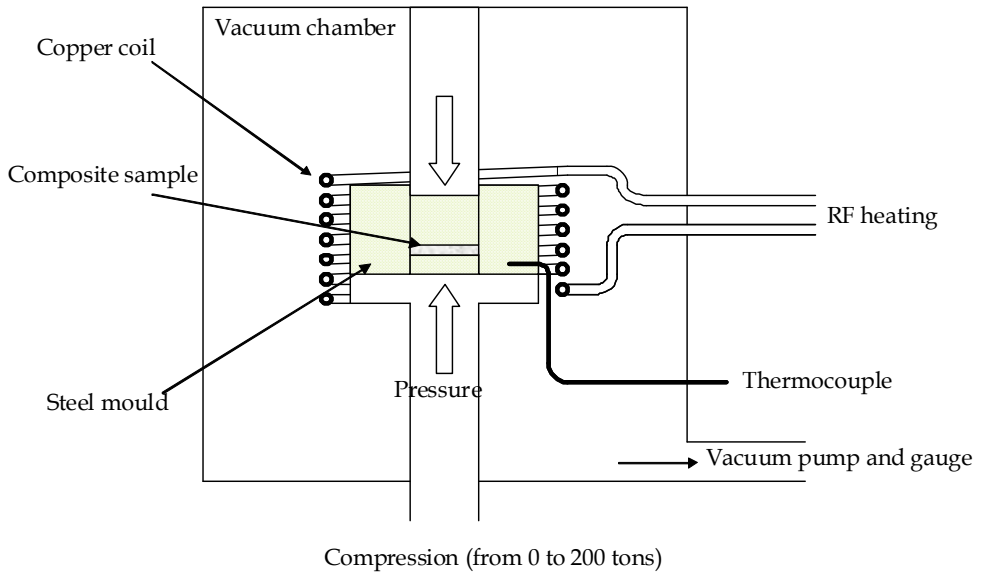 Vacuum chamber
Copper coil
Composite sample
RF heating
Thermocouple
Pressure
Steel mould
Vacuum pump and gauge
Compression (from 0 to 200 tons)